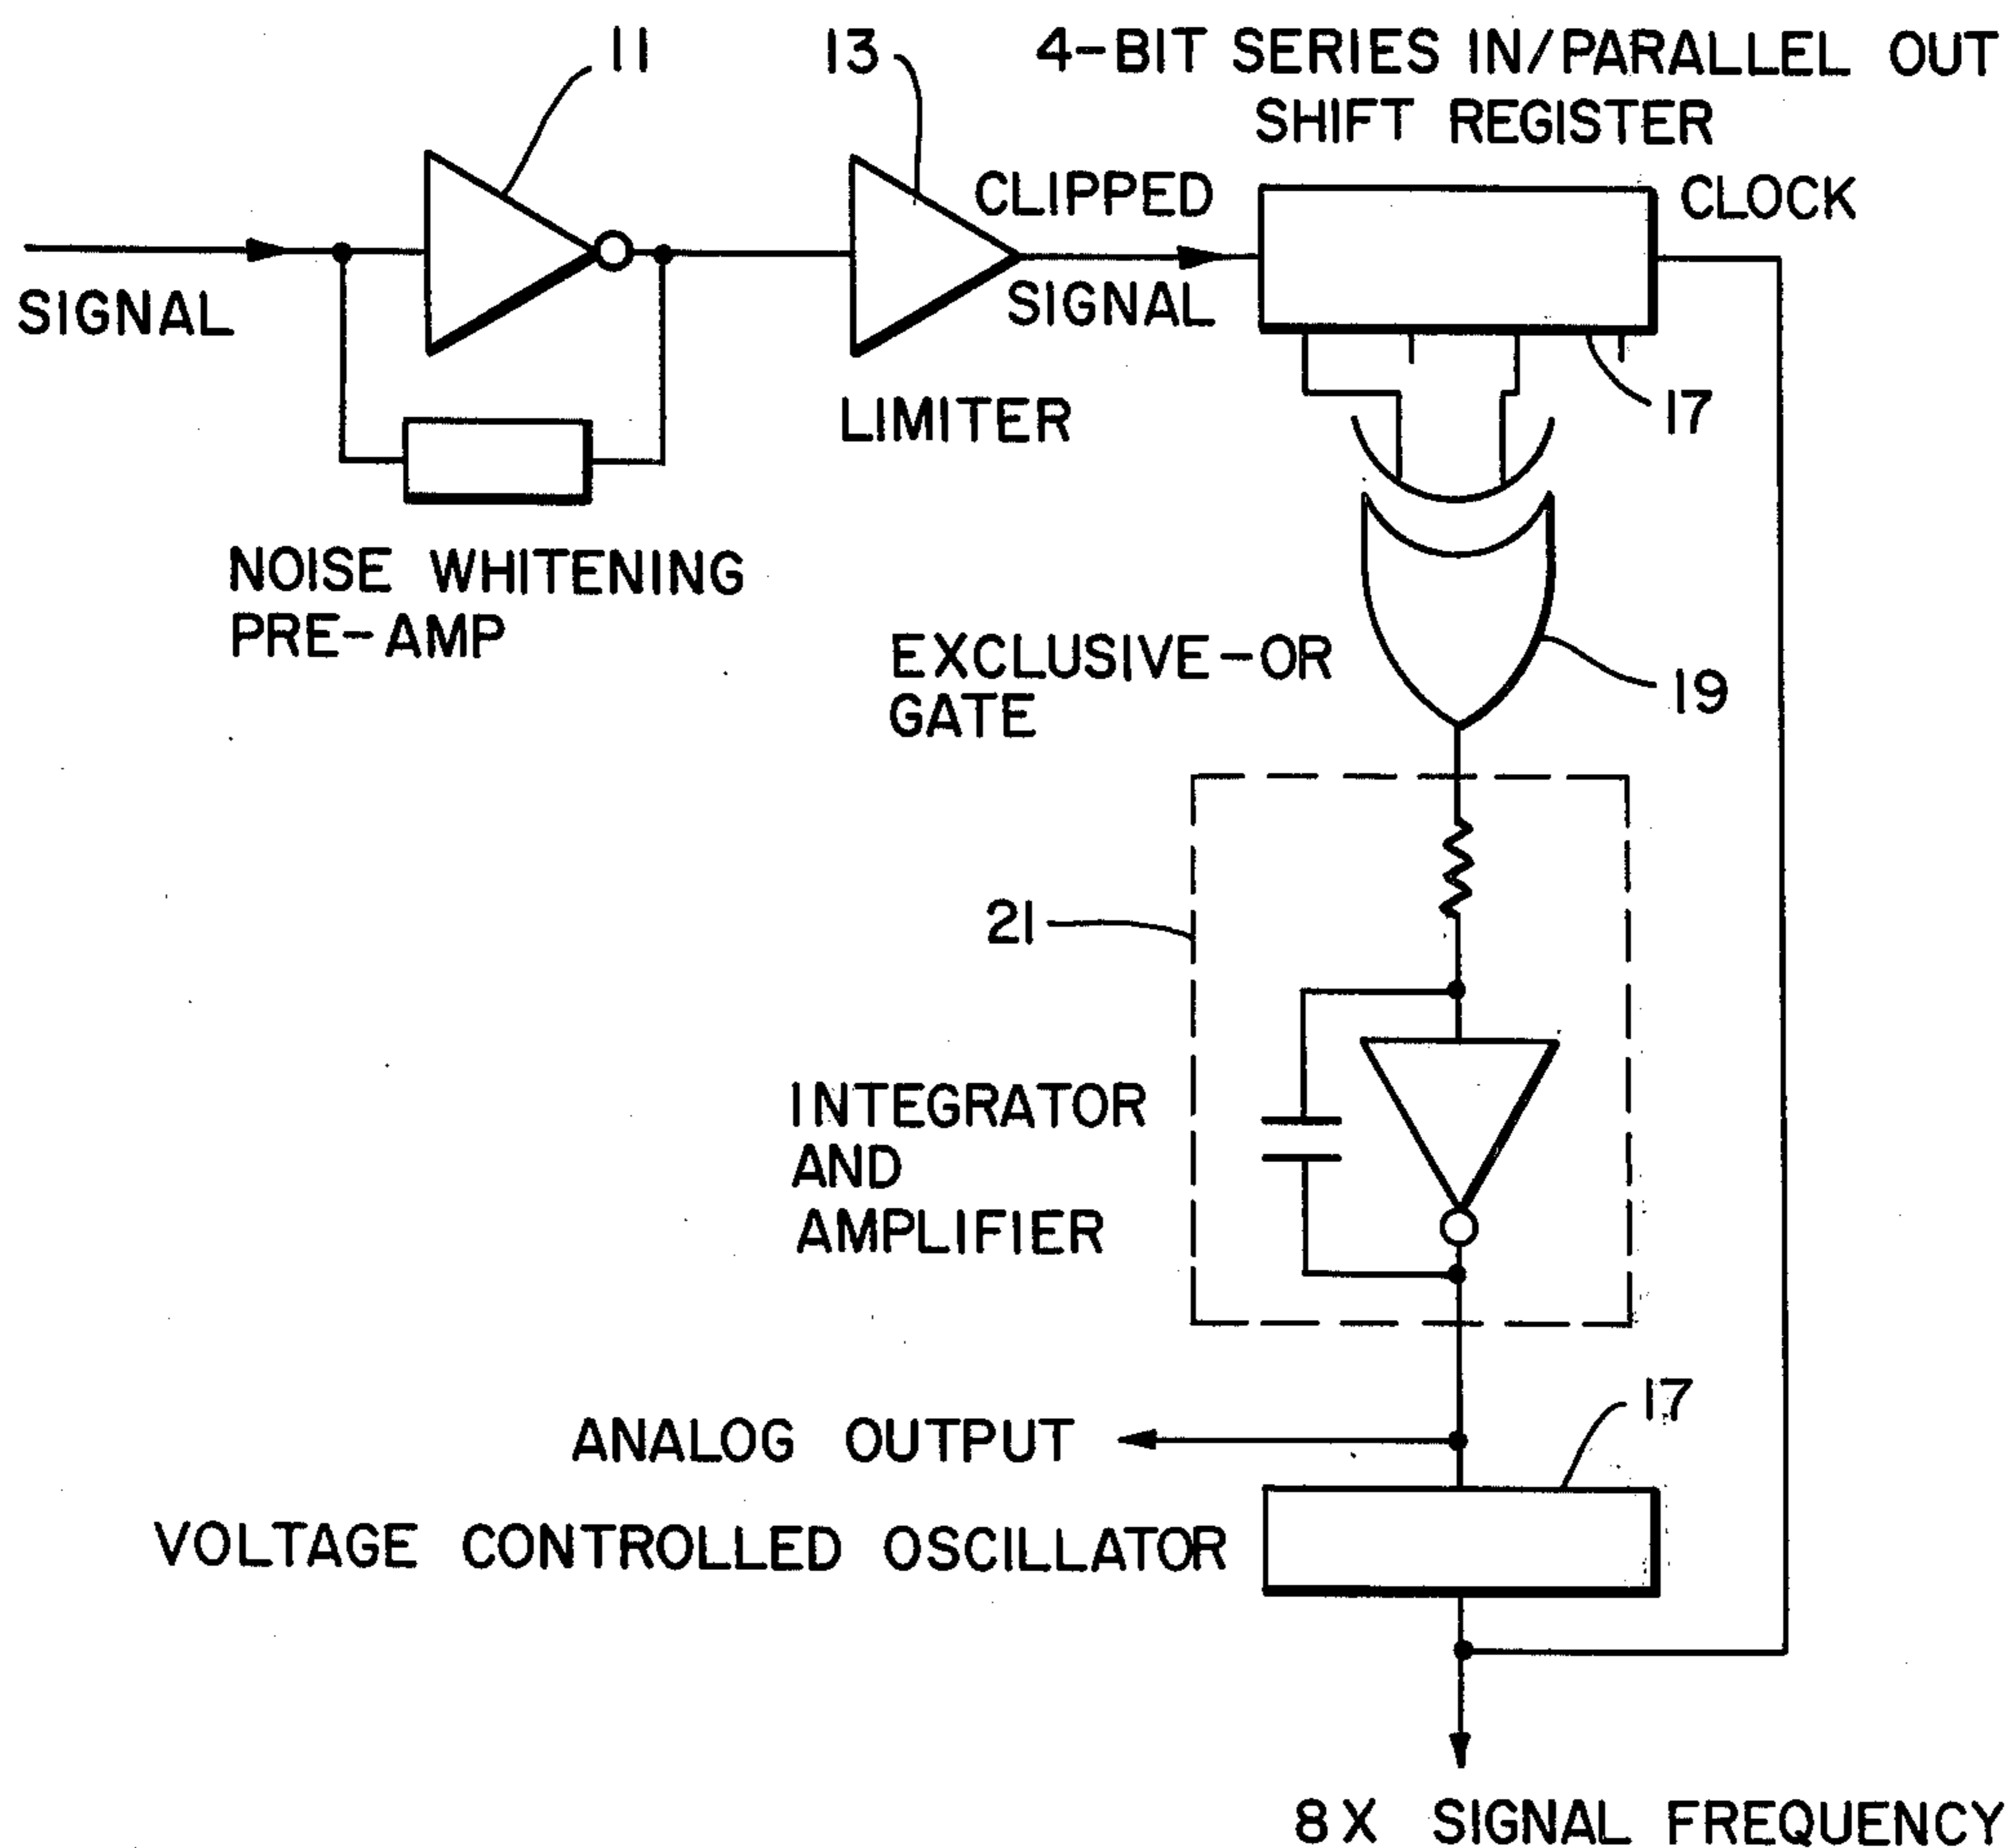 11
13
4-BIT SERIES IN/PARALLEL OUT
SHIFT REGISTER
CLIPPED
CLOCK
SIGNAL
SIGNAL
17
LIMITER
NOISE WHITENING
PRE-AMP
EXCLUSIVE-OR
GATE
19
21
INTEGRATOR
AND
AMPLIFIER
17
ANALOG OUTPUT
VOLTAGE CONTROLLED OSCILLATOR
8X SIGNAL FREQUENCY